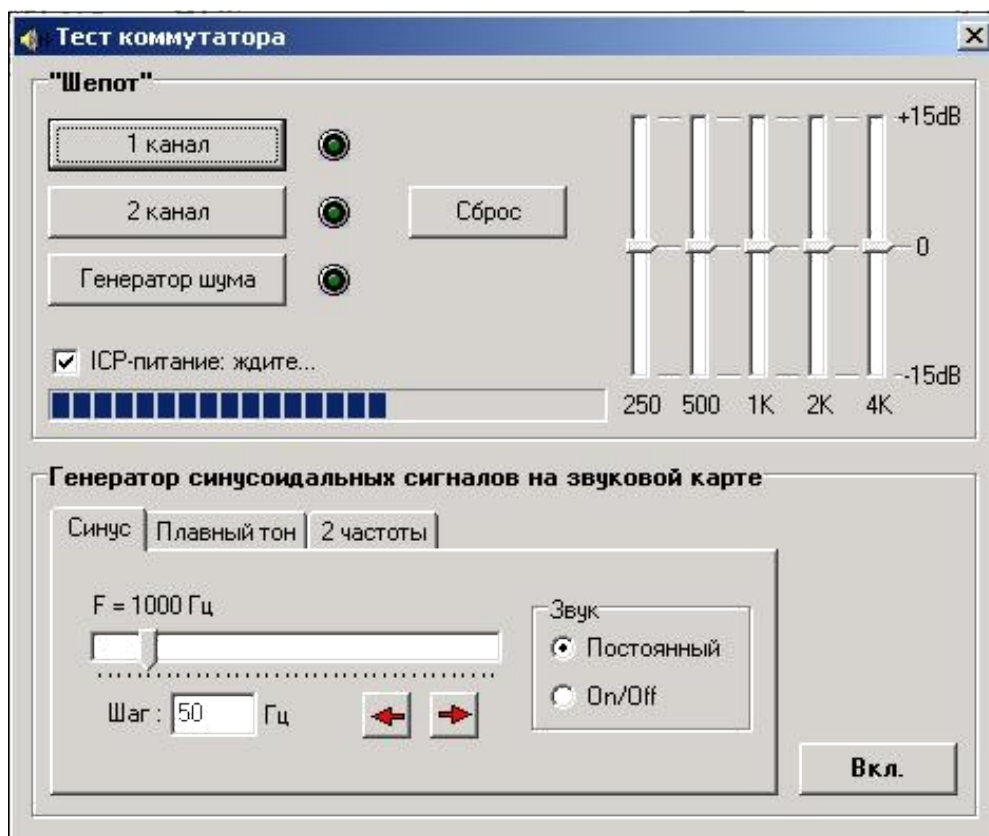 Тест коммутатора
"Шепот"
1 канал
2 канал
Сброс
Генератор шума
ICP-питание: ждите...
+15dB
0
-15dB
250 500 1K 2K 4K
Генератор синусоидальных сигналов на звуковой карте
Синус Плавный тон 2 частоты
F = 1000 Гц
Шаг : 50 Гц
Звук
Постоянный
On/Off
Вкл.